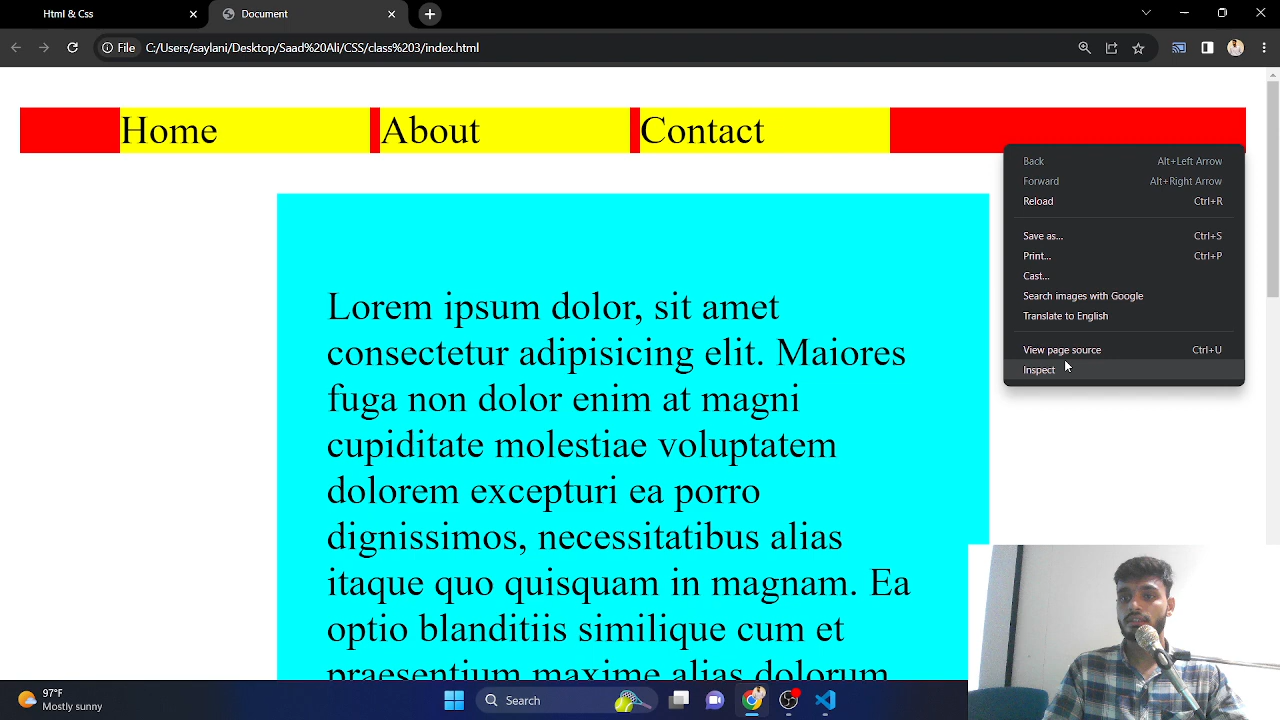 Html & Css
Document
File
C:/Users/saylani/Desktop/Saad%20Ali/CSS/class%203/index.html
Home
About
Contact
Back Alt+Left Arrow
Forward Alt+Right Arrow
Reload Ctrl+R
Save as... Ctrl+S
Print... Ctrl+P
Cast...
Search images with Google
Translate to English
View page source Ctrl+U
Inspect
Lorem ipsum dolor, sit amet
consectetur adipisicing elit. Maiores
fuga non dolor enim at magni
cupiditate molestiae voluptatem
dolorem excepturi ea porro
dignissimos, necessitatibus alias
itaque quo quisquam in magnam. Ea
optio blanditiis similique cum et
praesentium maxime alias dolorum
97°F
Mostly sunny
Search